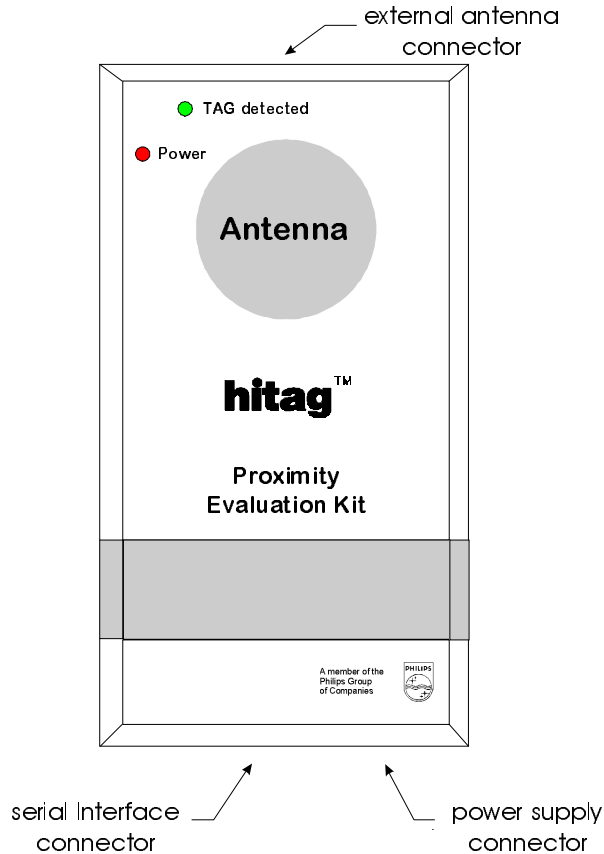 external antenna
connector
TAG detected
Power
Antenna
hitag™
Proximity
Evaluation Kit
A member of the
Philips Group
of Companies
PHILIPS
serial Interface
connector
power supply
connector